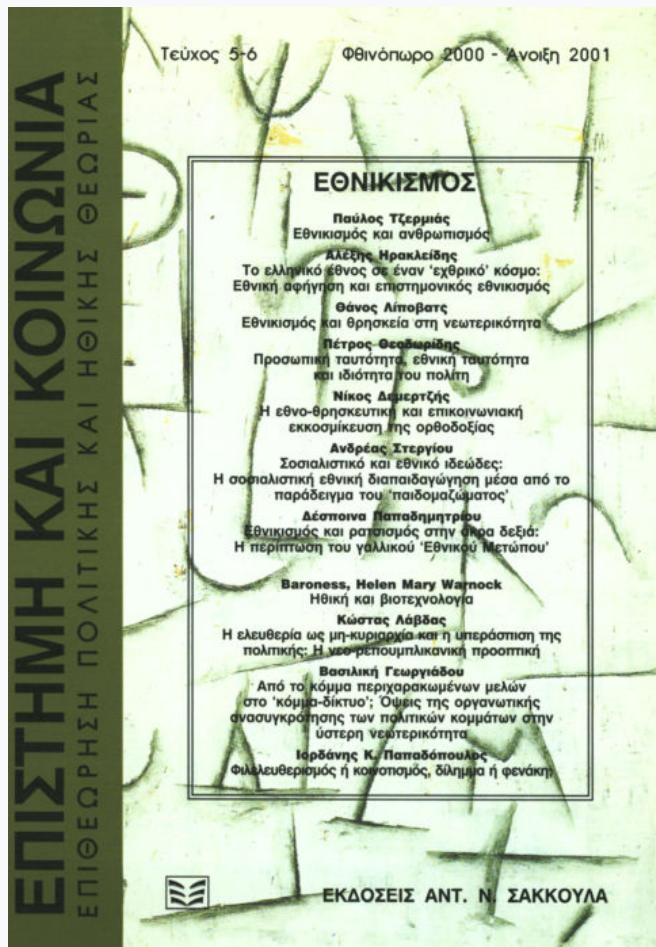 ΕΠΙΣΤΗΜΗ ΚΑΙ ΚΟΙΝΩΝΙΑ
ΕΠΙΘΕΩΡΗΣΗ ΠΟΛΙΤΙΚΗΣ ΚΑΙ ΗΘΙΚΗΣ ΘΕΩΡΙΑΣ
Τεύχος 5-6 Φθινόπωρο 2000 - Άνοιξη 2001
ΕΘΝΙΚΙΣΜΟΣ
Παύλος Τζερμιάς
Εθνικισμός και ανθρωπισμός
Αλέξης Ηρακλείδης
Το ελληνικό έθνος σε έναν 'εχθρικό' κόσμο:
Εθνική αφήγηση και επιστημονικός εθνικισμός
Θάνος Λίποβατς
Εθνικισμός και θρησκεία στη νεωτερικότητα
Πέτρος Θεοδωρίδης
Προσωπική ταυτότητα, εθνική ταυτότητα
και ιδιότητα του πολίτη
Νίκος Δεμερτζής
Η εθνο-θρησκευτική και επικοινωνιακή
εκκοσμίκευση της ορθοδοξίας
Ανδρέας Στεργίου
Σοσιαλιστικό και εθνικό ιδεώδες:
Η σοσιαλιστική εθνική διαπαιδαγώγηση μέσα από το
παράδειγμα του 'παιδομαζώματος'
Δέσποινα Παπαδημητρίου
Εθνικισμός και ρατσισμός στην άκρα δεξιά:
Η περίπτωση του γαλλικού 'Εθνικού Μετώπου'
Baroness, Helen Mary Warnock
Ηθική και βιοτεχνολογία
Κώστας Λάβδας
Η ελευθερία ως μη-κυριαρχία και η υπεράσπιση της
πολιτικής: Η νεο-ρεπουμπλικανική προοπτική
Βασιλική Γεωργιάδου
Από το κόμμα περιχαρακωμένων μελών
στο 'κόμμα-δίκτυο'; Όψεις της οργανωτικής
ανασυγκρότησης των πολιτικών κομμάτων στην
ύστερη νεωτερικότητα
Ιορδάνης Κ. Παπαδόπουλος
Φιλελευθερισμός ή κοινοτισμός, δίλημμα ή φενάκη;
ΕΚΔΟΣΕΙΣ ΑΝΤ. Ν. ΣΑΚΚΟΥΛΑ